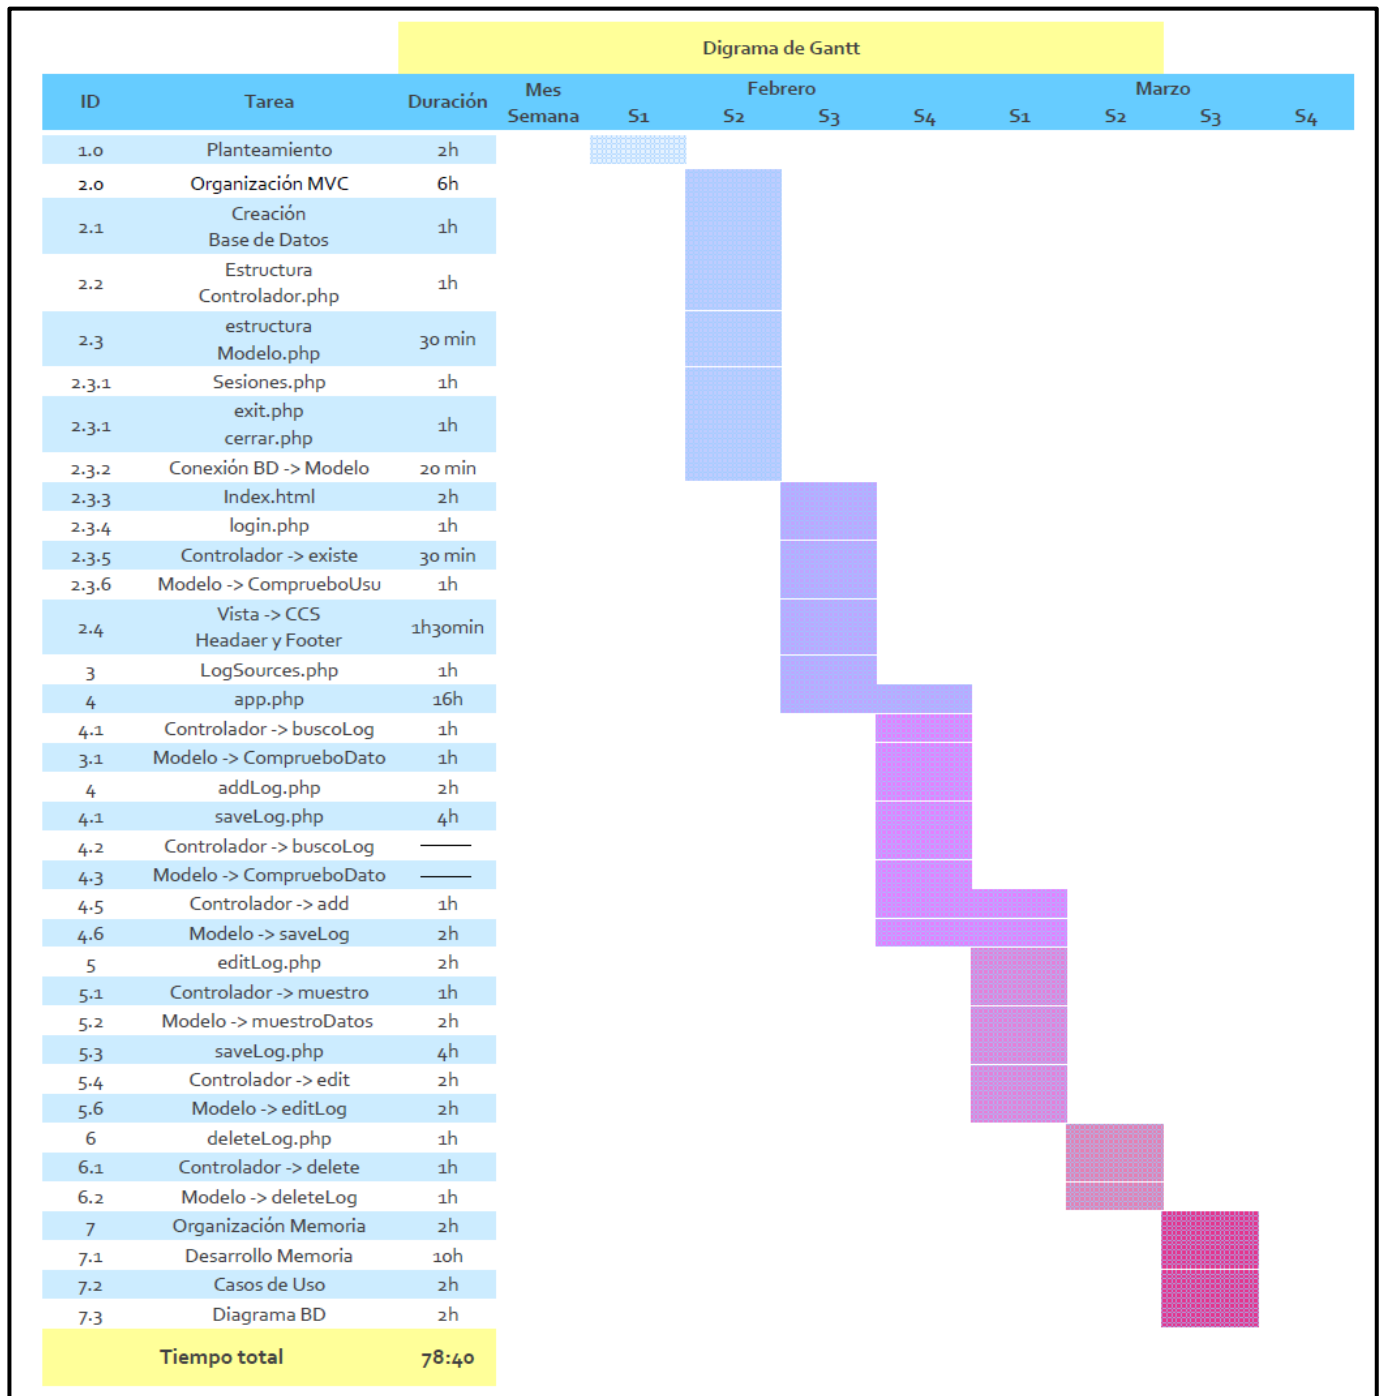 Digrama de Gantt
ID Tarea Duración Mes Febrero Marzo
Semana S1 S2 S3 S4 S1 S2 S3 S4
1.0 Planteamiento 2h
2.0 Organización MVC 6h
2.1 Creación
Base de Datos 1h
2.2 Estructura
Controlador.php 1h
2.3 estructura
Modelo.php 30 min
2.3.1 Sesiones.php 1h
2.3.1 exit.php
cerrar.php 1h
2.3.2 Conexión BD -> Modelo 20 min
2.3.3 Index.html 2h
2.3.4 login.php 1h
2.3.5 Controlador -> existe 30 min
2.3.6 Modelo -> ComprueboUsu 1h
2.4 Vista -> CCS
Headaer y Footer 1h30min
3 LogSources.php 1h
4 app.php 16h
4.1 Controlador -> buscoLog 1h
3.1 Modelo -> ComprueboDato 1h
4 addLog.php 2h
4.1 saveLog.php 4h
4.2 Controlador -> buscoLog ——
4.3 Modelo -> ComprueboDato ——
4.5 Controlador -> add 1h
4.6 Modelo -> saveLog 2h
5 editLog.php 2h
5.1 Controlador -> muestro 1h
5.2 Modelo -> muestroDatos 2h
5.3 saveLog.php 4h
5.4 Controlador -> edit 2h
5.6 Modelo -> editLog 2h
6 deleteLog.php 1h
6.1 Controlador -> delete 1h
6.2 Modelo -> deleteLog 1h
7 Organización Memoria 2h
7.1 Desarrollo Memoria 10h
7.2 Casos de Uso 2h
7.3 Diagrama BD 2h
Tiempo total 78:40